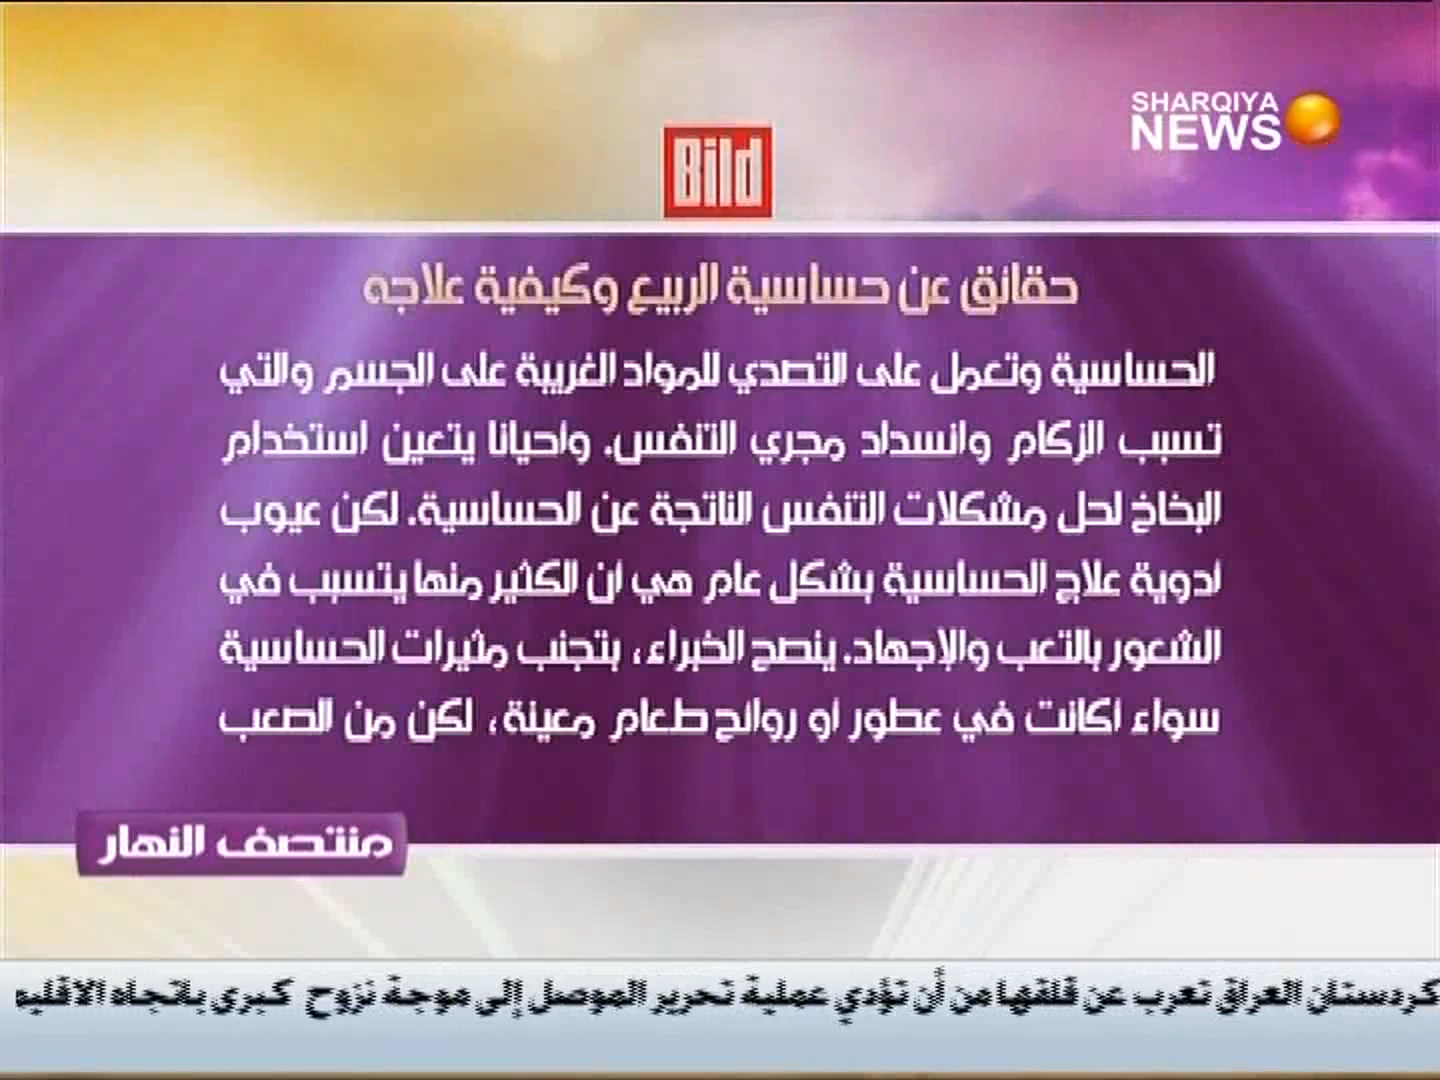 SHARQIYA
NEWS
Bild
حقائق عن حساسية الربيع وكيفية علاجه
الحساسية وتعمل على التصدي للمواد الغريبة على الجسم والتي
تسبب الزكام وانسداد مجري التنفس. واحيانا يتعين استخدام
البخاخ لحل مشكلات التنفس الناتجة عن الحساسية. لكن عيوب
ادوية علاج الحساسية بشكل عام هي ان الكثير منها يتسبب في
الشعور بالتعب والاجهاد. ينصح الخبراء، بتجنب مثيرات الحساسية
سواء اكانت في عطور او روائح طعام معينة، لكن من الصعب
منتصف النهار
كردستان العراق تعرب عن قلقها من أن تؤدي عملية تحرير الموصل إلى موجة نزوح كبرى باتجاه الاقليم